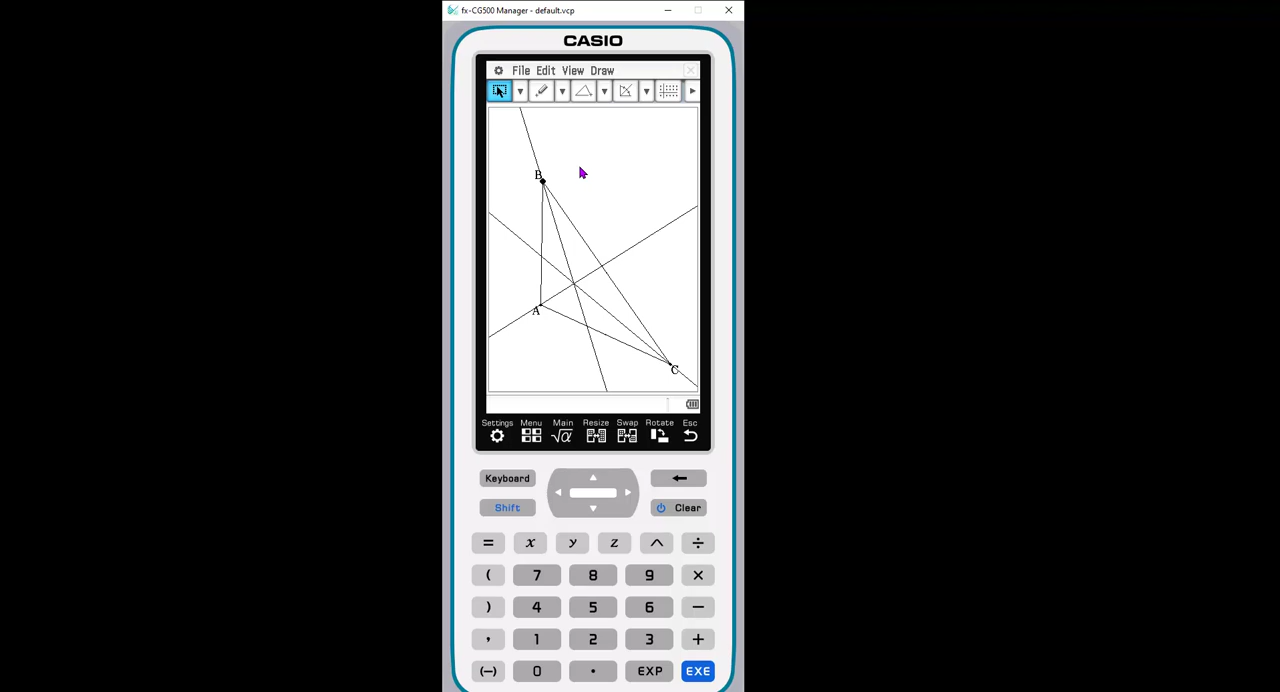 fx-CG500 Manager - default.vcp
CASIO
File Edit View Draw
B
A
C
Settings Menu Main Resize Swap Rotate Esc
√α
Keyboard
Shift Clear
= x y z ^ ÷
( 7 8 9 ×
) 4 5 6 −
, 1 2 3 +
(−) 0 . EXP EXE